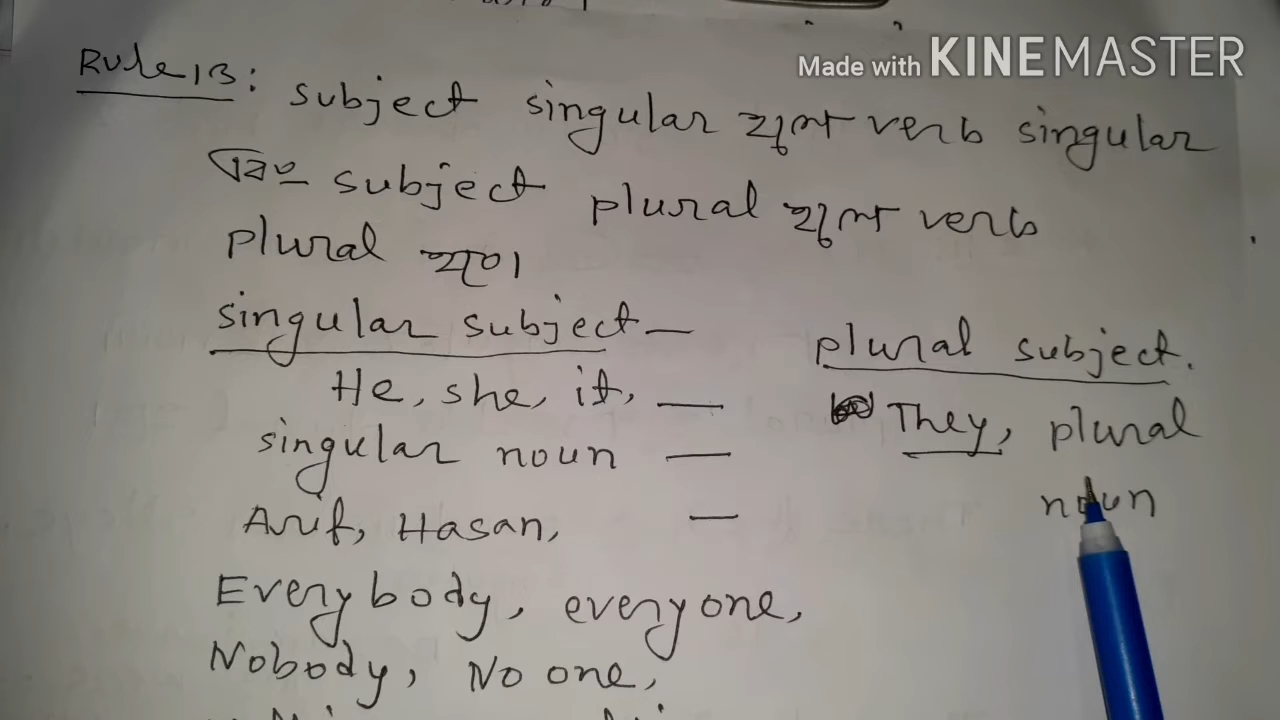 Made with KINEMASTER
Rule 13: subject singular হলে verb singular
এবং subject plural হলে verb
plural হবে।
singular subject —
He, she, it, —
singular noun —
Arif, Hasan, —
Everybody, everyone,
Nobody, No one,
plural subject.
They, plural
noun